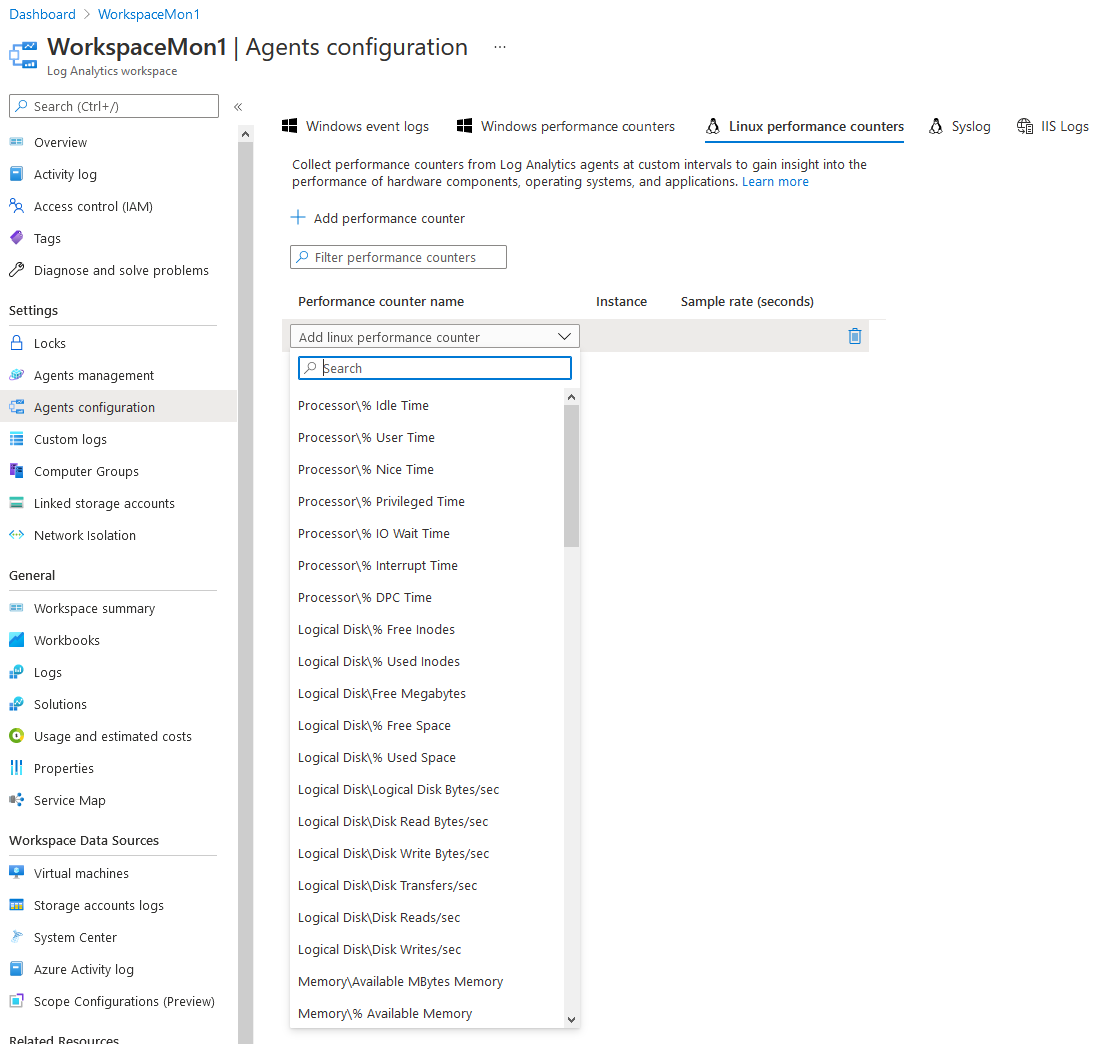 Dashboard > WorkspaceMon1
WorkspaceMon1 | Agents configuration ...
Log Analytics workspace
Search (Ctrl+/)
«
Overview
Activity log
Access control (IAM)
Tags
Diagnose and solve problems
Settings
Locks
Agents management
Agents configuration
Custom logs
Computer Groups
Linked storage accounts
Network Isolation
General
Workspace summary
Workbooks
Logs
Solutions
Usage and estimated costs
Properties
Service Map
Workspace Data Sources
Virtual machines
Storage accounts logs
System Center
Azure Activity log
Scope Configurations (Preview)
Related Resources
Windows event logs
Windows performance counters
Linux performance counters
Syslog
IIS Logs
Collect performance counters from Log Analytics agents at custom intervals to gain insight into the
performance of hardware components, operating systems, and applications. Learn more
Add performance counter
Filter performance counters
Performance counter name
Instance
Sample rate (seconds)
Add linux performance counter
Search
Processor\% Idle Time
Processor\% User Time
Processor\% Nice Time
Processor\% Privileged Time
Processor\% IO Wait Time
Processor\% Interrupt Time
Processor\% DPC Time
Logical Disk\% Free Inodes
Logical Disk\% Used Inodes
Logical Disk\Free Megabytes
Logical Disk\% Free Space
Logical Disk\% Used Space
Logical Disk\Logical Disk Bytes/sec
Logical Disk\Disk Read Bytes/sec
Logical Disk\Disk Write Bytes/sec
Logical Disk\Disk Transfers/sec
Logical Disk\Disk Reads/sec
Logical Disk\Disk Writes/sec
Memory\Available MBytes Memory
Memory\% Available Memory